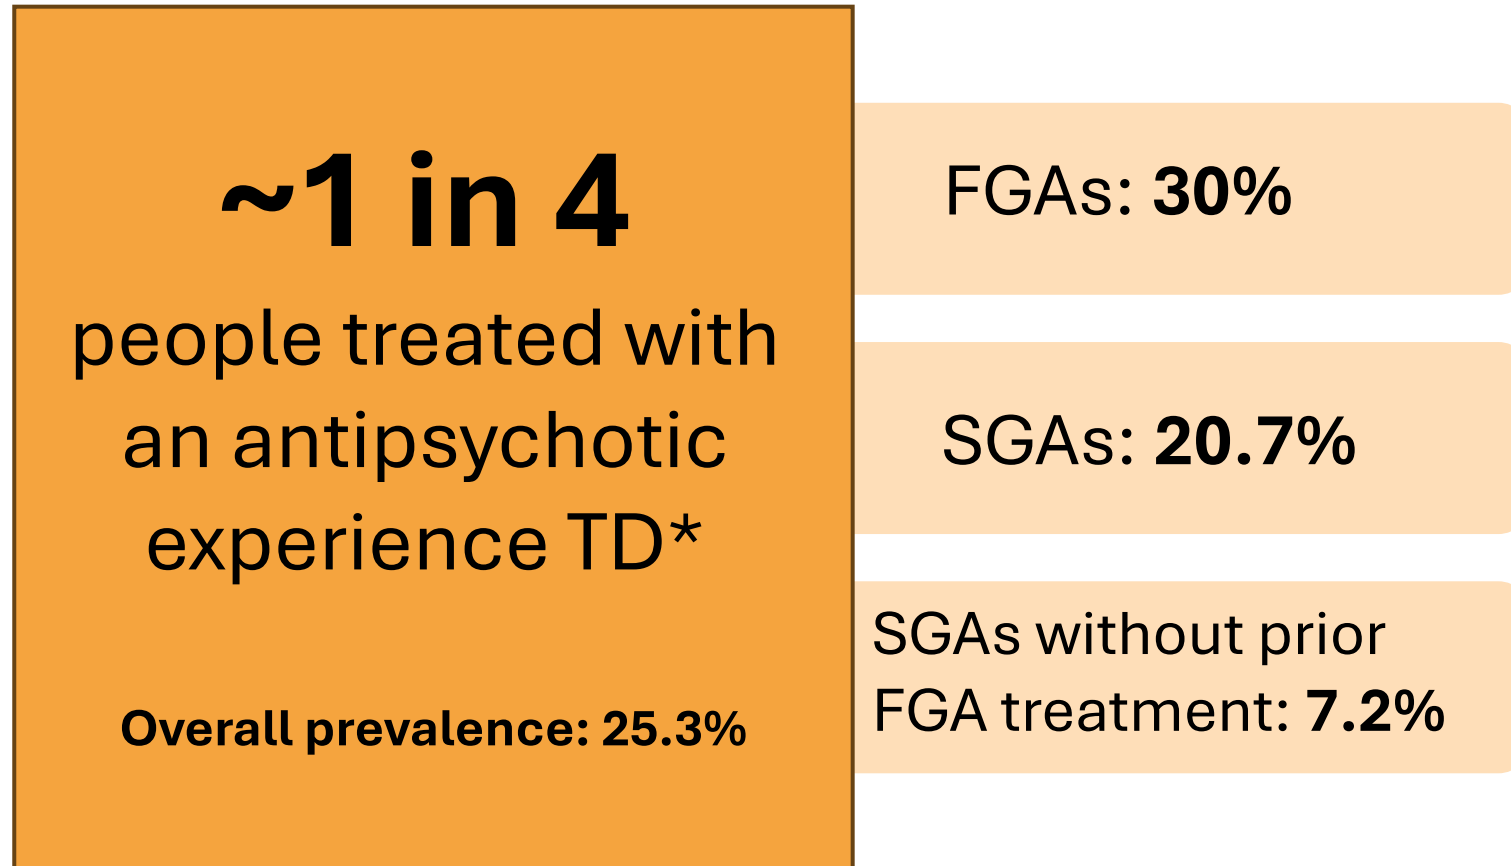 ~1 in 4
people treated with
an antipsychotic
experience TD*
Overall prevalence: 25.3%
FGAs: 30%
SGAs: 20.7%
SGAs without prior
FGA treatment: 7.2%